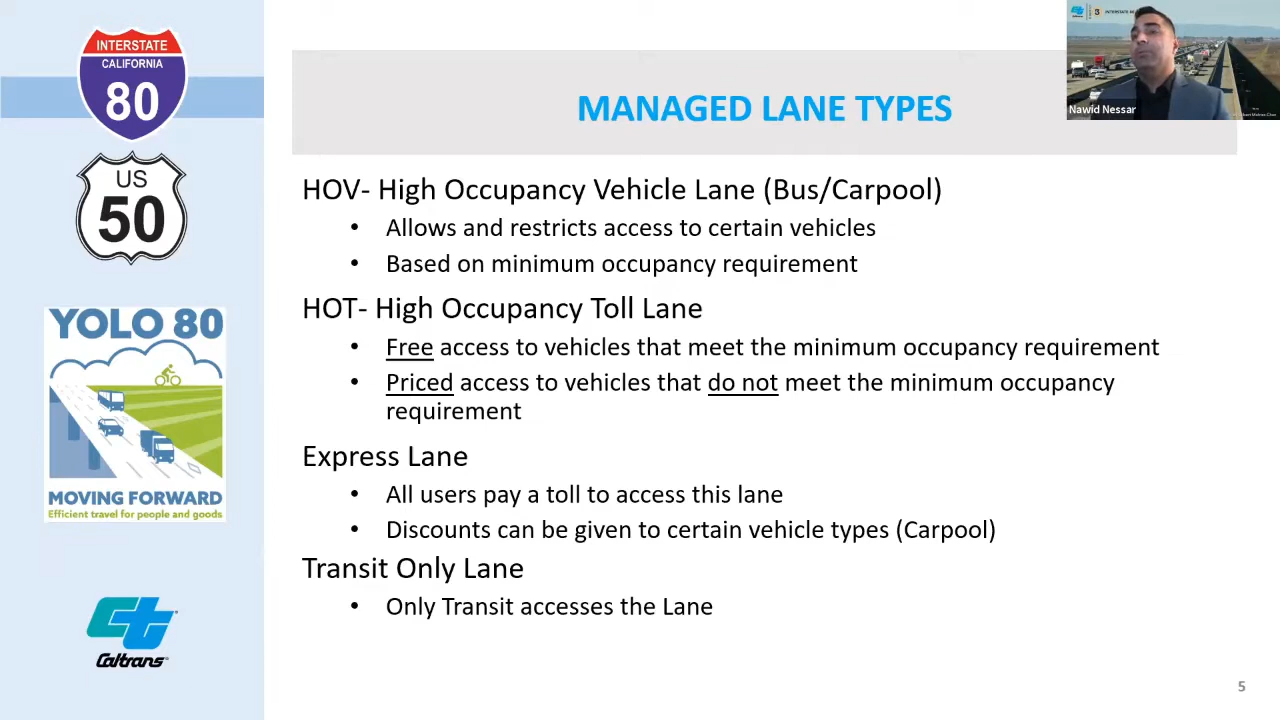 INTERSTATE
CALIFORNIA
80
US
50
YOLO 80
MOVING FORWARD
Efficient travel for people and goods
Caltrans
MANAGED LANE TYPES
HOV- High Occupancy Vehicle Lane (Bus/Carpool)
• Allows and restricts access to certain vehicles
• Based on minimum occupancy requirement
HOT- High Occupancy Toll Lane
• Free access to vehicles that meet the minimum occupancy requirement
• Priced access to vehicles that do not meet the minimum occupancy
requirement
Express Lane
• All users pay a toll to access this lane
• Discounts can be given to certain vehicle types (Carpool)
Transit Only Lane
• Only Transit accesses the Lane
5
Caltrans
3
Nawid Nessar